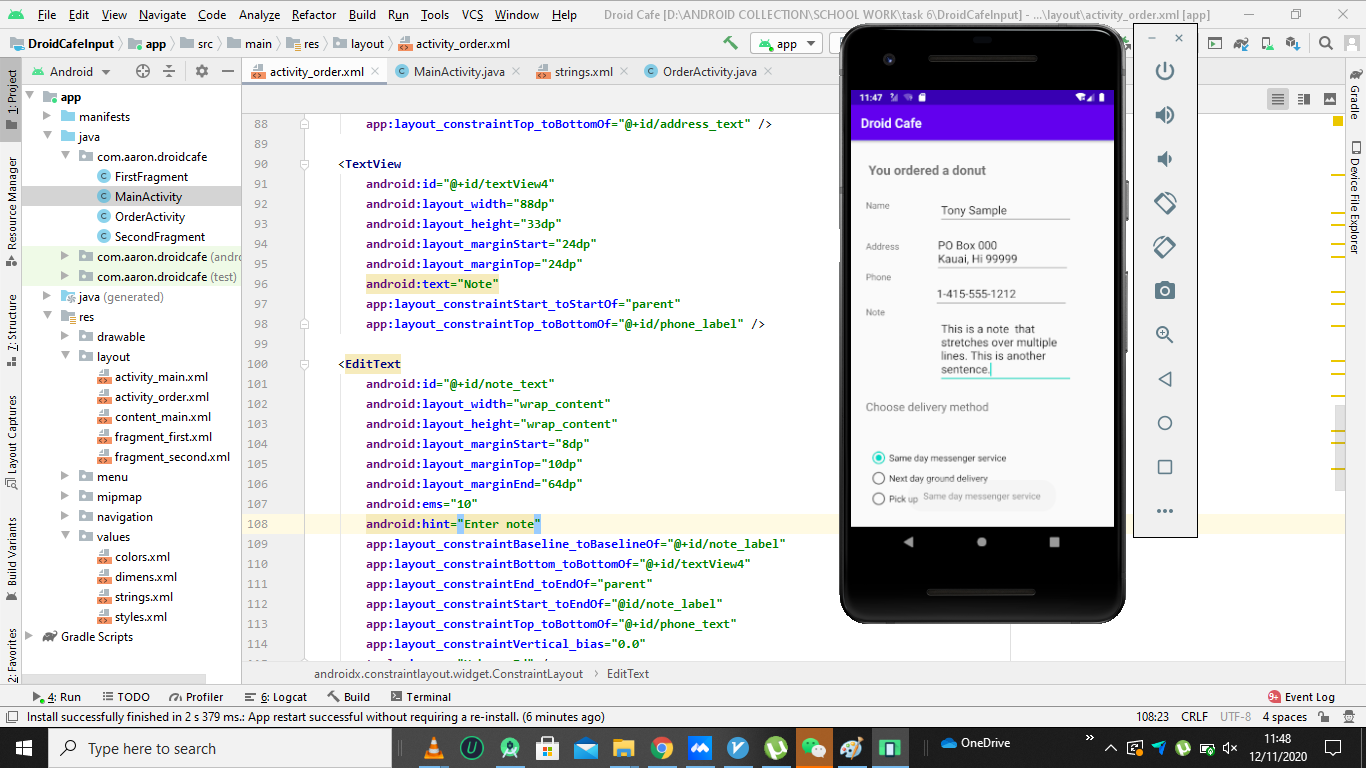 File Edit View Navigate Code Analyze Refactor Build Run Tools VCS Window Help Droid Cafe [D:\ANDROID COLLECTION\SCHOOL WORK\task 6\DroidCafeInput] - ...\layout\activity_order.xml [app]
DroidCafeInput app src main res layout activity_order.xml app
Android activity_order.xml MainActivity.java strings.xml OrderActivity.java
1: Project
Resource Manager
7: Structure
Layout Captures
Build Variants
2: Favorites
app
manifests
java
com.aaron.droidcafe
FirstFragment
MainActivity
OrderActivity
SecondFragment
com.aaron.droidcafe (andro
com.aaron.droidcafe (test)
java (generated)
res
drawable
layout
activity_main.xml
activity_order.xml
content_main.xml
fragment_first.xml
fragment_second.xml
menu
mipmap
navigation
values
colors.xml
dimens.xml
strings.xml
styles.xml
Gradle Scripts
88 app:layout_constraintTop_toBottomOf="@+id/address_text" />
89
90 <TextView
91 android:id="@+id/textView4"
92 android:layout_width="88dp"
93 android:layout_height="33dp"
94 android:layout_marginStart="24dp"
95 android:layout_marginTop="24dp"
96 android:text="Note"
97 app:layout_constraintStart_toStartOf="parent"
98 app:layout_constraintTop_toBottomOf="@+id/phone_label" />
99
100 <EditText
101 android:id="@+id/note_text"
102 android:layout_width="wrap_content"
103 android:layout_height="wrap_content"
104 android:layout_marginStart="8dp"
105 android:layout_marginTop="10dp"
106 android:layout_marginEnd="64dp"
107 android:ems="10"
108 android:hint="Enter note"
109 app:layout_constraintBaseline_toBaselineOf="@+id/note_label"
110 app:layout_constraintBottom_toBottomOf="@+id/textView4"
111 app:layout_constraintEnd_toEndOf="parent"
112 app:layout_constraintStart_toEndOf="@id/note_label"
113 app:layout_constraintTop_toBottomOf="@+id/phone_text"
114 app:layout_constraintVertical_bias="0.0"
androidx.constraintlayout.widget.ConstraintLayout EditText
11:47
Droid Cafe
You ordered a donut
Name Tony Sample
Address PO Box 000
Kauai, Hi 99999
Phone
1-415-555-1212
Note
This is a note that
stretches over multiple
lines. This is another
sentence.
Choose delivery method
Same day messenger service
Next day ground delivery
Pick up Same day messenger service
Gradle
Device File Explorer
4: Run TODO Profiler 6: Logcat Build Terminal 9+ Event Log
Install successfully finished in 2 s 379 ms.: App restart successful without requiring a re-install. (6 minutes ago) 108:23 CRLF UTF-8 4 spaces
Type here to search OneDrive 11:48
12/11/2020